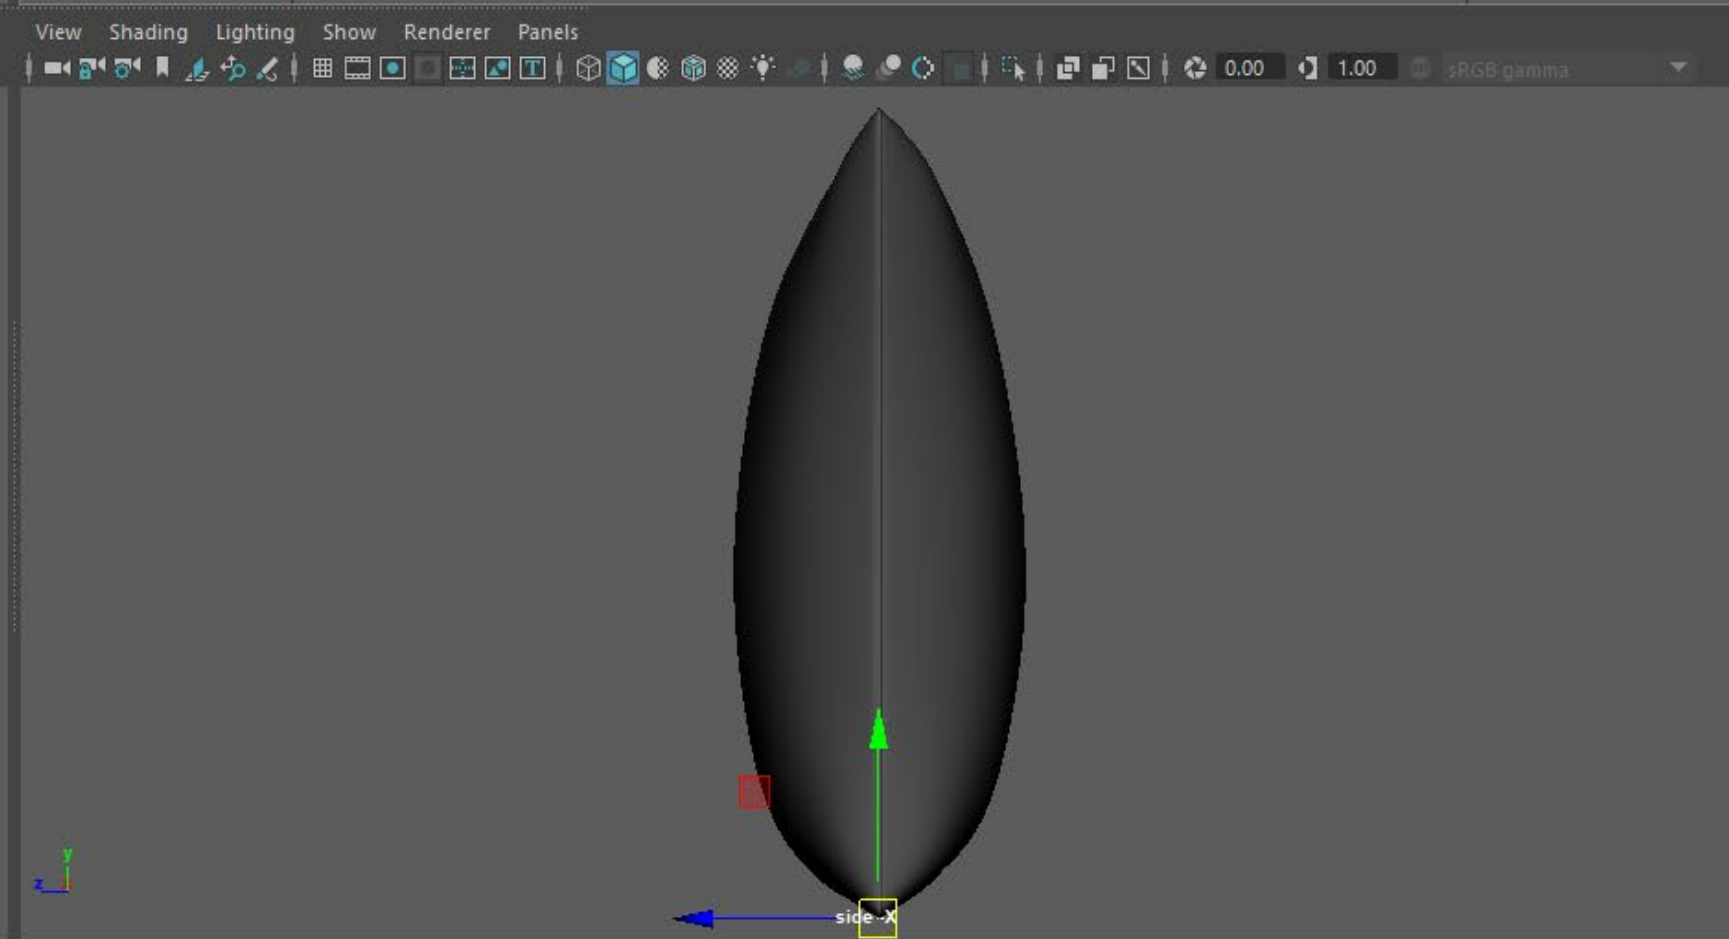 View Shading Lighting Show Renderer Panels
T 0.00 1.00 sRGB gamma
y
z
side -X